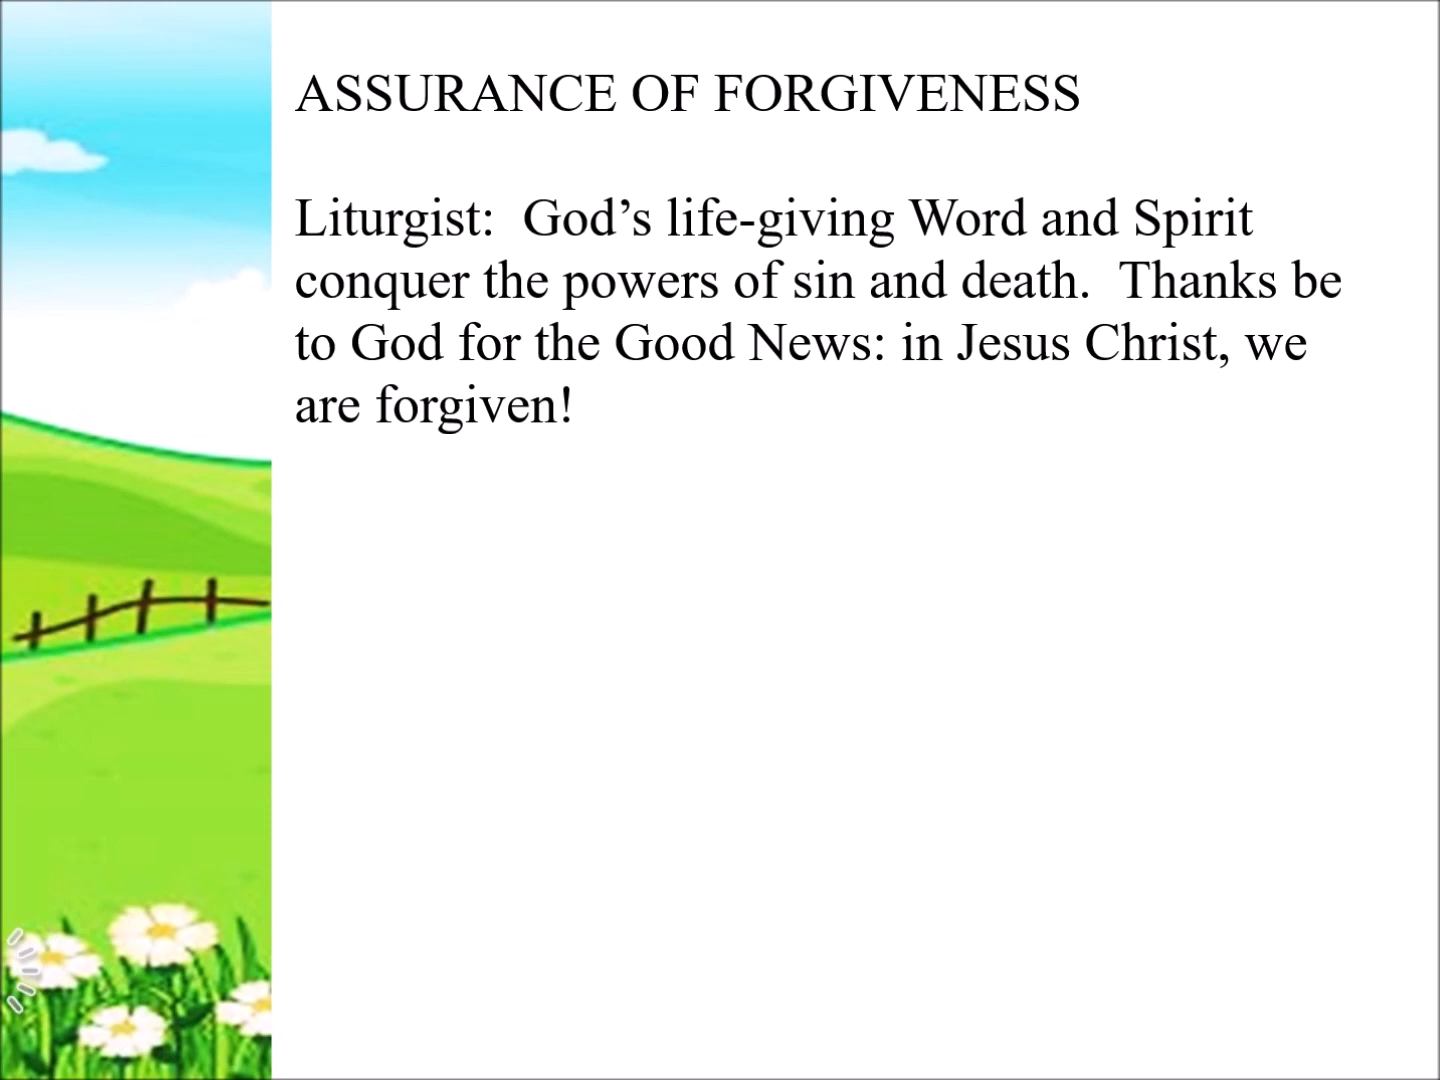 ASSURANCE OF FORGIVENESS
Liturgist:  God’s life-giving Word and Spirit
conquer the powers of sin and death.  Thanks be
to God for the Good News: in Jesus Christ, we
are forgiven!